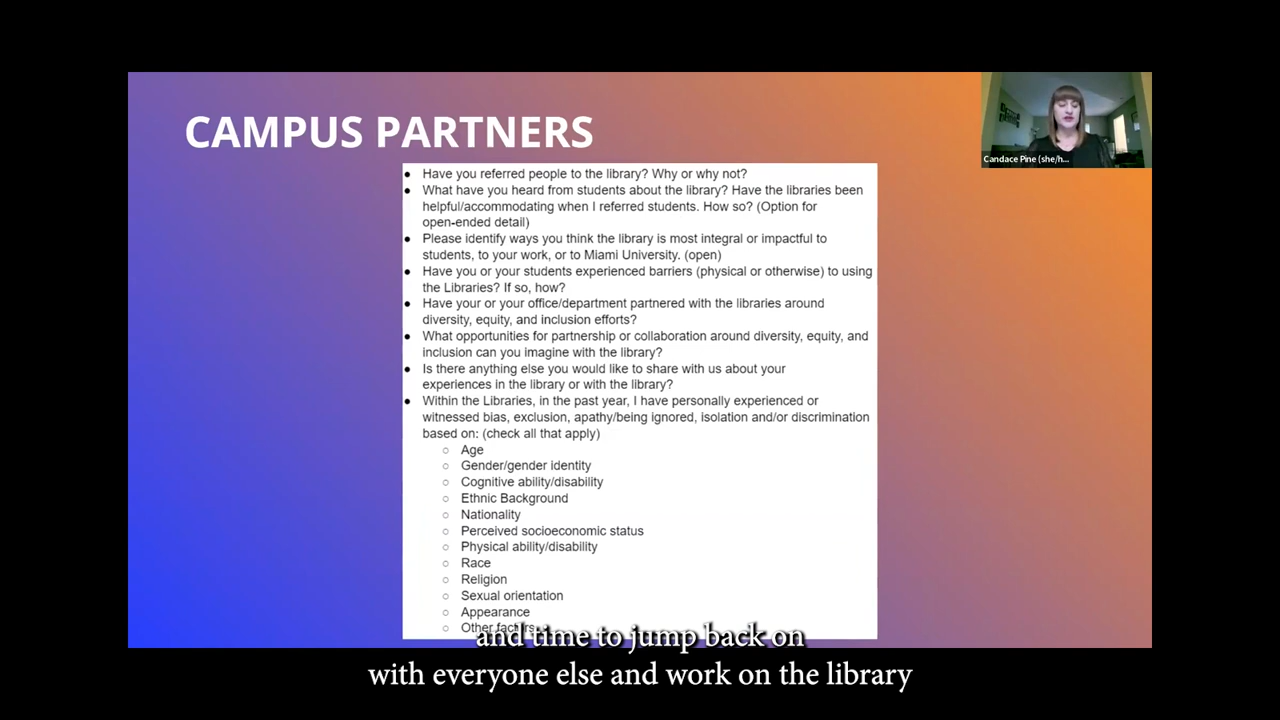 CAMPUS PARTNERS
Candace Pine (she/h...
● Have you referred people to the library? Why or why not?
● What have you heard from students about the library? Have the libraries been
helpful/accommodating when I referred students. How so? (Option for
open-ended detail)
● Please identify ways you think the library is most integral or impactful to
students, to your work, or to Miami University. (open)
● Have you or your students experienced barriers (physical or otherwise) to using
the Libraries? If so, how?
● Have your or your office/department partnered with the libraries around
diversity, equity, and inclusion efforts?
● What opportunities for partnership or collaboration around diversity, equity, and
inclusion can you imagine with the library?
● Is there anything else you would like to share with us about your
experiences in the library or with the library?
● Within the Libraries, in the past year, I have personally experienced or
witnessed bias, exclusion, apathy/being ignored, isolation and/or discrimination
based on: (check all that apply)
○ Age
○ Gender/gender identity
○ Cognitive ability/disability
○ Ethnic Background
○ Nationality
○ Perceived socioeconomic status
○ Physical ability/disability
○ Race
○ Religion
○ Sexual orientation
○ Appearance
○ Other factors
and time to jump back on
with everyone else and work on the library